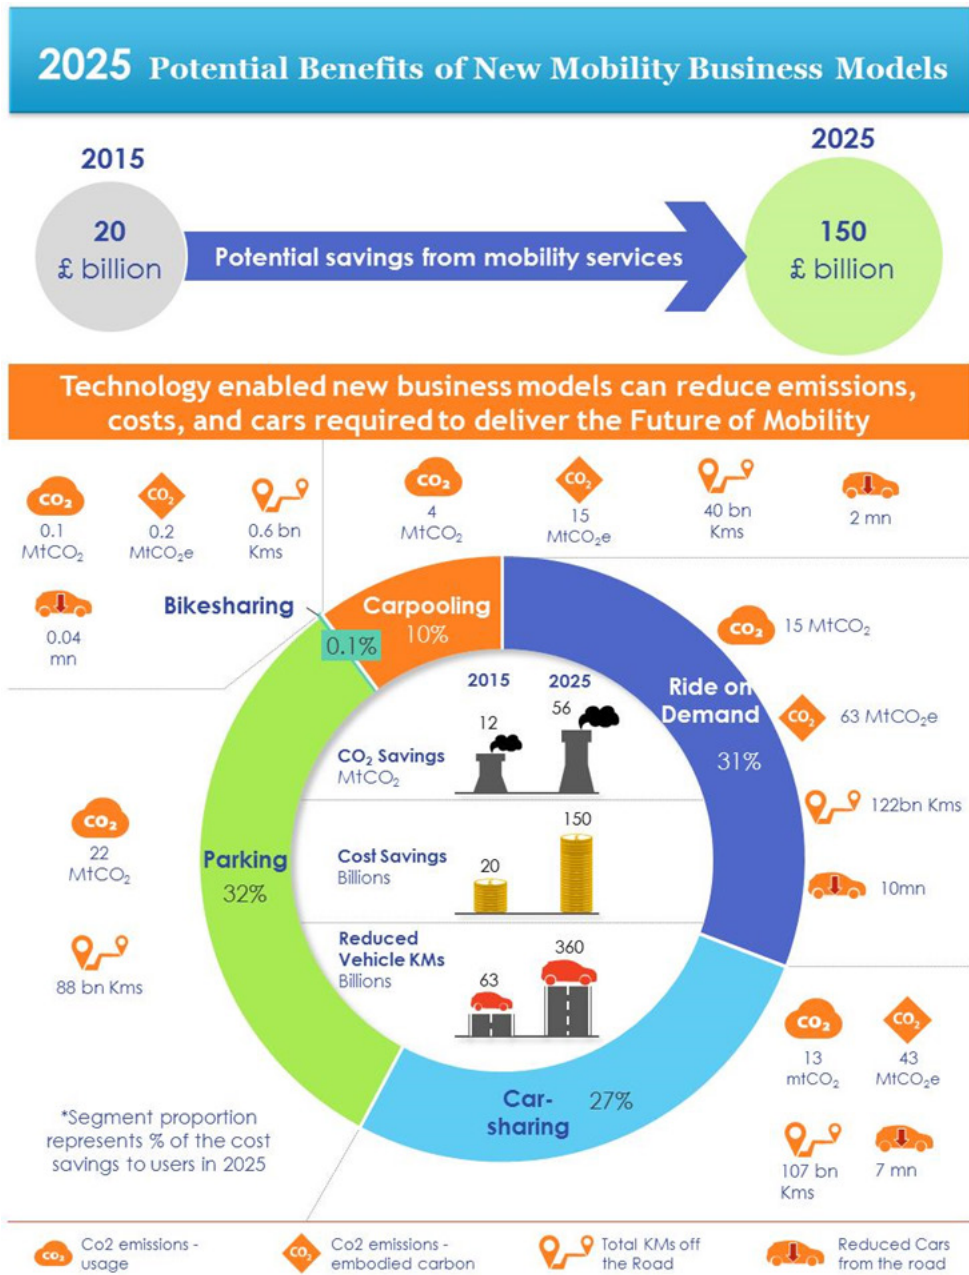 2025 Potential Benefits of New Mobility Business Models
2015
20
£ billion
Potential savings from mobility services
2025
150
£ billion
Technology enabled new business models can reduce emissions,
costs, and cars required to deliver the Future of Mobility
CO₂
0.1
MtCO₂
CO₂
0.2
MtCO₂e
0.6 bn
Kms
0.04
mn
CO₂
4
MtCO₂
CO₂
15
MtCO₂e
40 bn
Kms
2 mn
Bikesharing
0.1%
Carpooling
10%
Ride on
Demand
31%
CO₂
15 MtCO₂
CO₂
63 MtCO₂e
122bn Kms
10mn
2015
2025
CO₂ Savings
MtCO₂
12
56
Cost Savings
Billions
20
150
Reduced
Vehicle KMs
Billions
63
360
CO₂
22
MtCO₂
88 bn Kms
Parking
32%
Car-
sharing
27%
CO₂
13
mtCO₂
CO₂
43
MtCO₂e
107 bn
Kms
7 mn
*Segment proportion
represents % of the cost
savings to users in 2025
CO₂
Co2 emissions -
usage
CO₂
Co2 emissions -
embodied carbon
Total KMs off
the Road
Reduced Cars
from the road